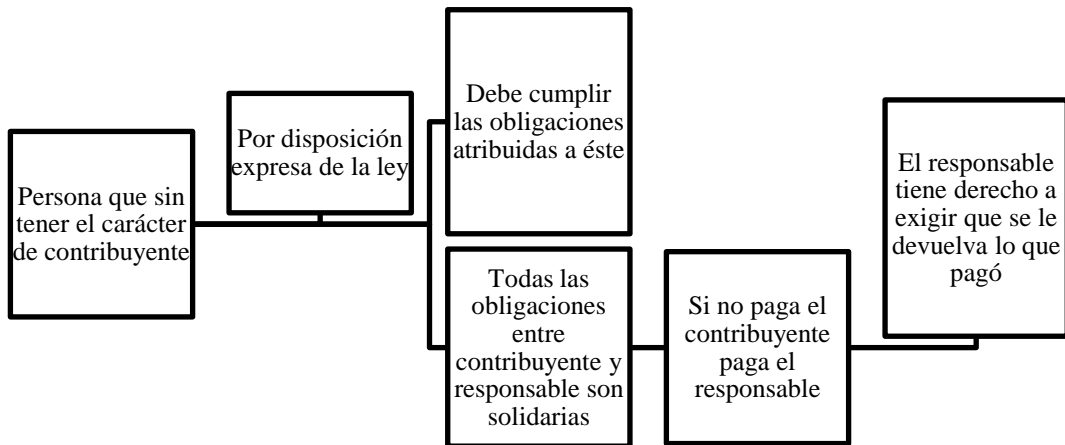 Persona que sin
tener el carácter
de contribuyente
Por disposición
expresa de la ley
Debe cumplir
las obligaciones
atribuidas a éste
Todas las
obligaciones
entre
contribuyente y
responsable son
solidarias
Si no paga el
contribuyente
paga el
responsable
El responsable
tiene derecho a
exigir que se le
devuelva lo que
pagó